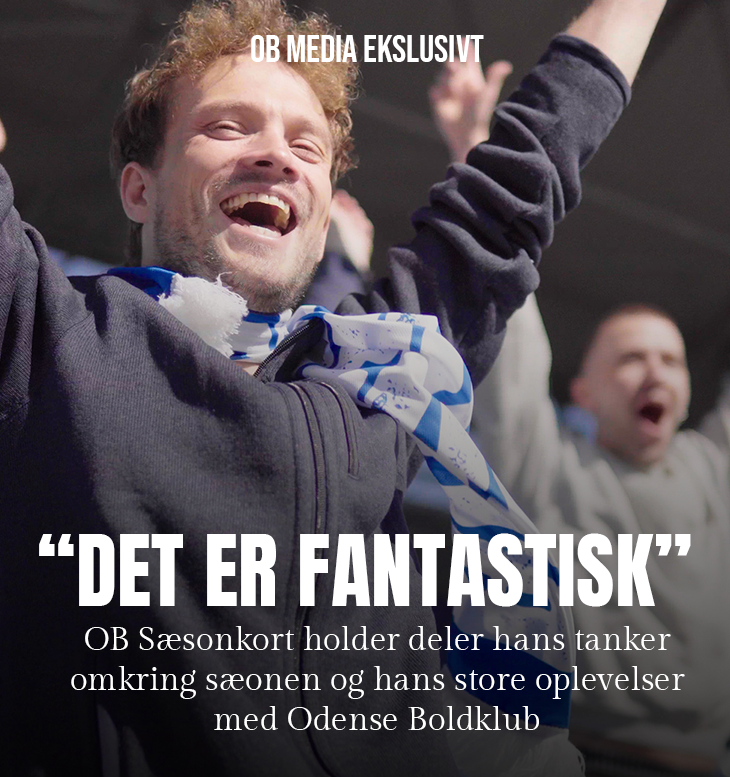 OB MEDIA EKSLUSIVT
“DET ER FANTASTISK”
OB Sæsonkort holder deler hans tanker
omkring sæonen og hans store oplevelser
med Odense Boldklub